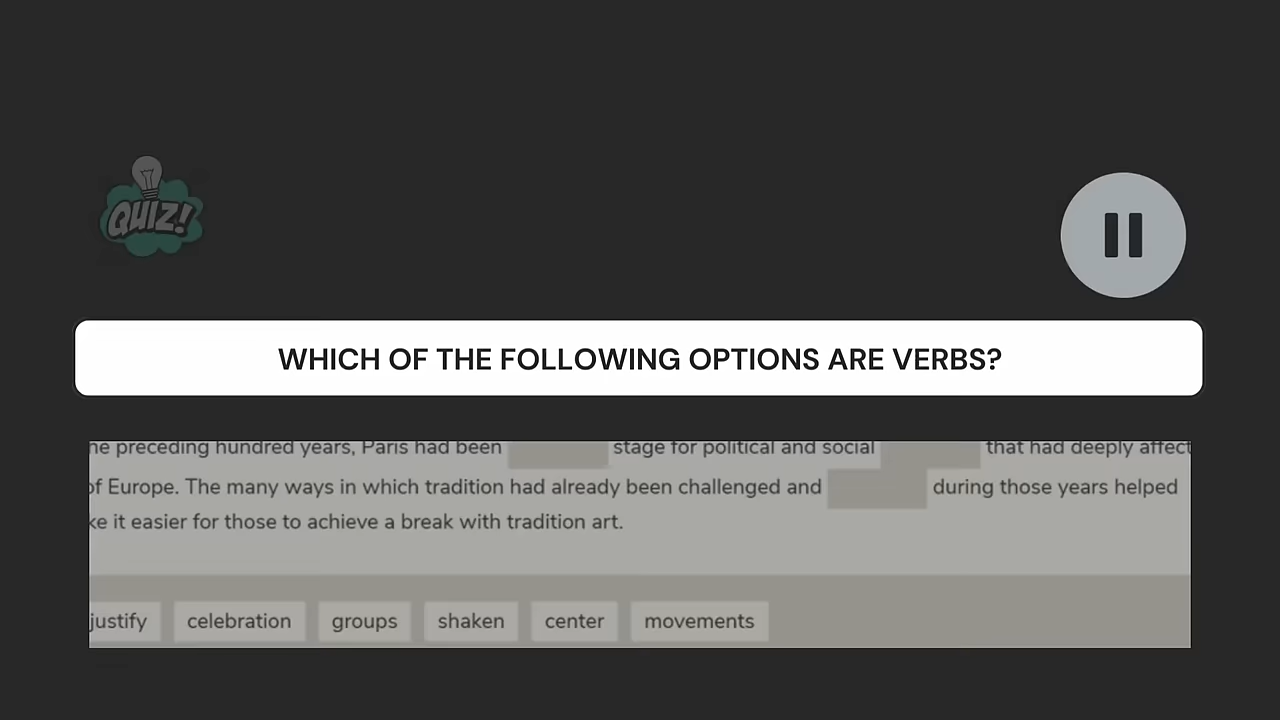 QUIZ!
WHICH OF THE FOLLOWING OPTIONS ARE VERBS?
he preceding hundred years, Paris had been stage for political and social that had deeply affect
of Europe. The many ways in which tradition had already been challenged and during those years helped
ke it easier for those to achieve a break with tradition art.
justify celebration groups shaken center movements